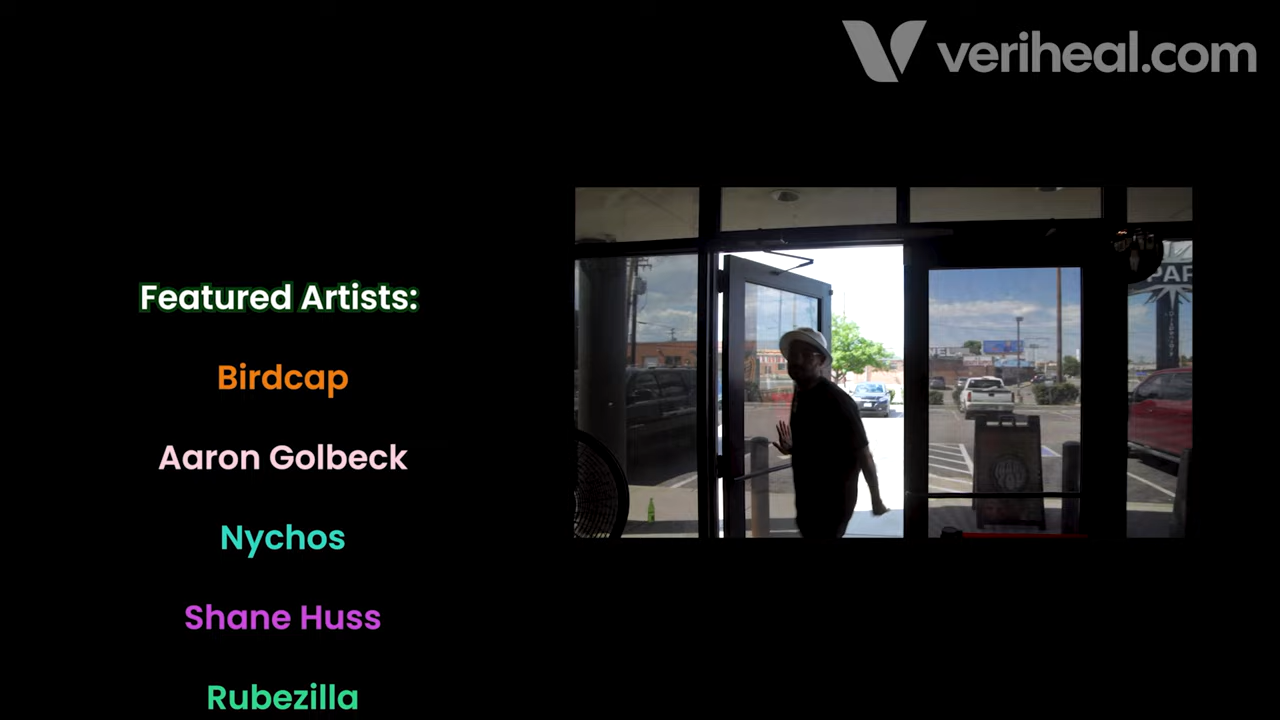 veriheal.com
Featured Artists:
Birdcap
Aaron Golbeck
Nychos
Shane Huss
Rubezilla